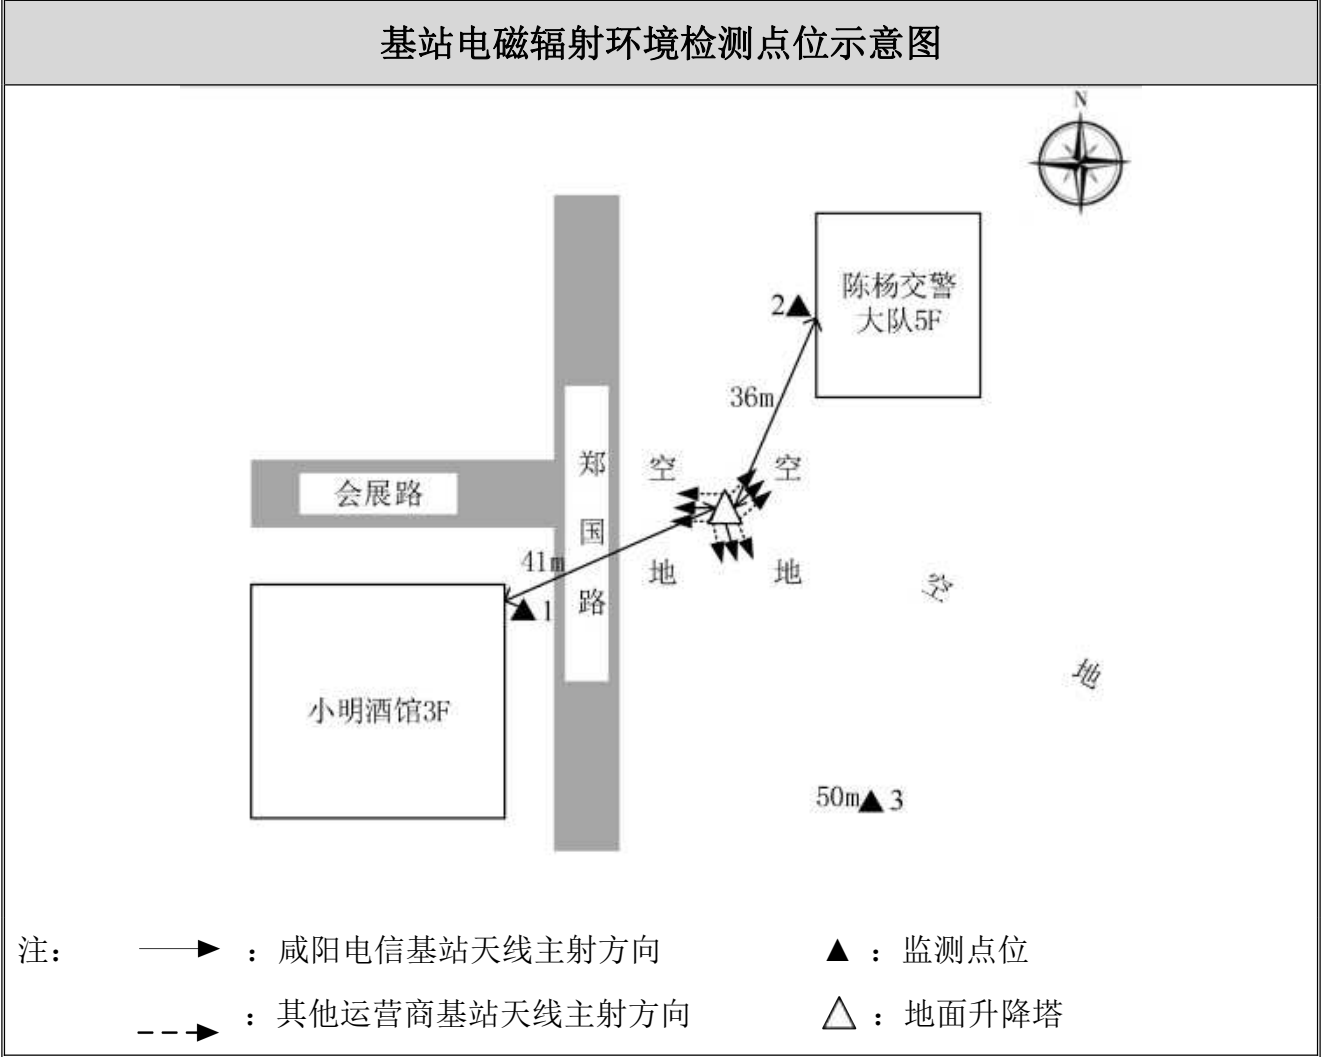 基站电磁辐射环境检测点位示意图
N
陈杨交警
大队5F
2
36m
郑国路
空地
空地
会展路
41m
1
空地
小明酒馆3F
50m
3
注：
：咸阳电信基站天线主射方向
：监测点位
：其他运营商基站天线主射方向
：地面升降塔